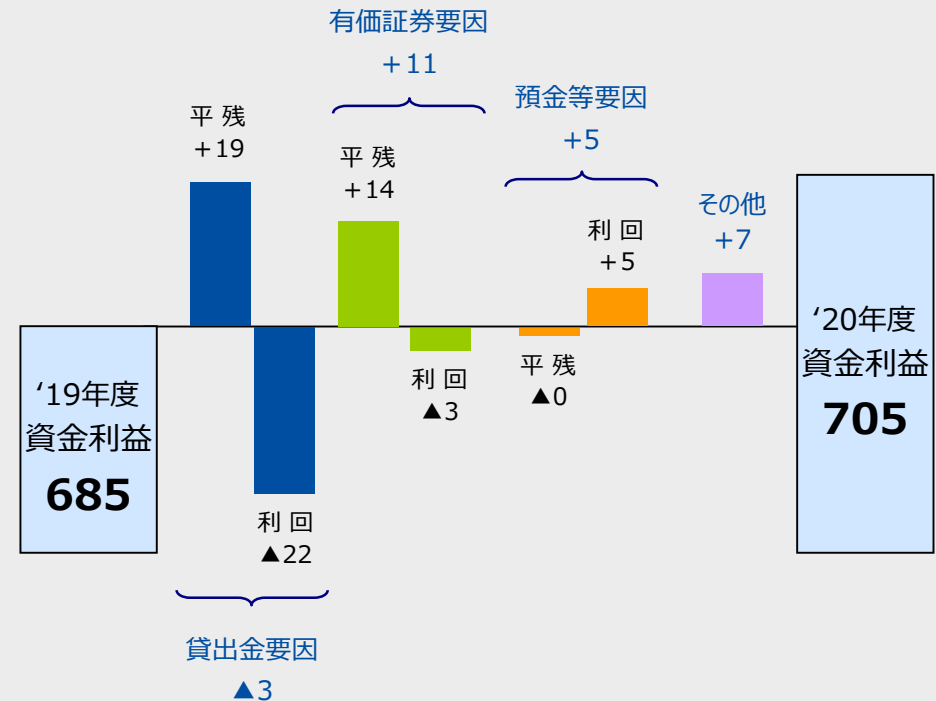 ‘19年度
資金利益
685
平 残
+19
利 回
▲22
貸出金要因
▲3
有価証券要因
+11
平 残
+14
利 回
▲3
預金等要因
+5
平 残
▲0
利 回
+5
その他
+7
‘20年度
資金利益
705